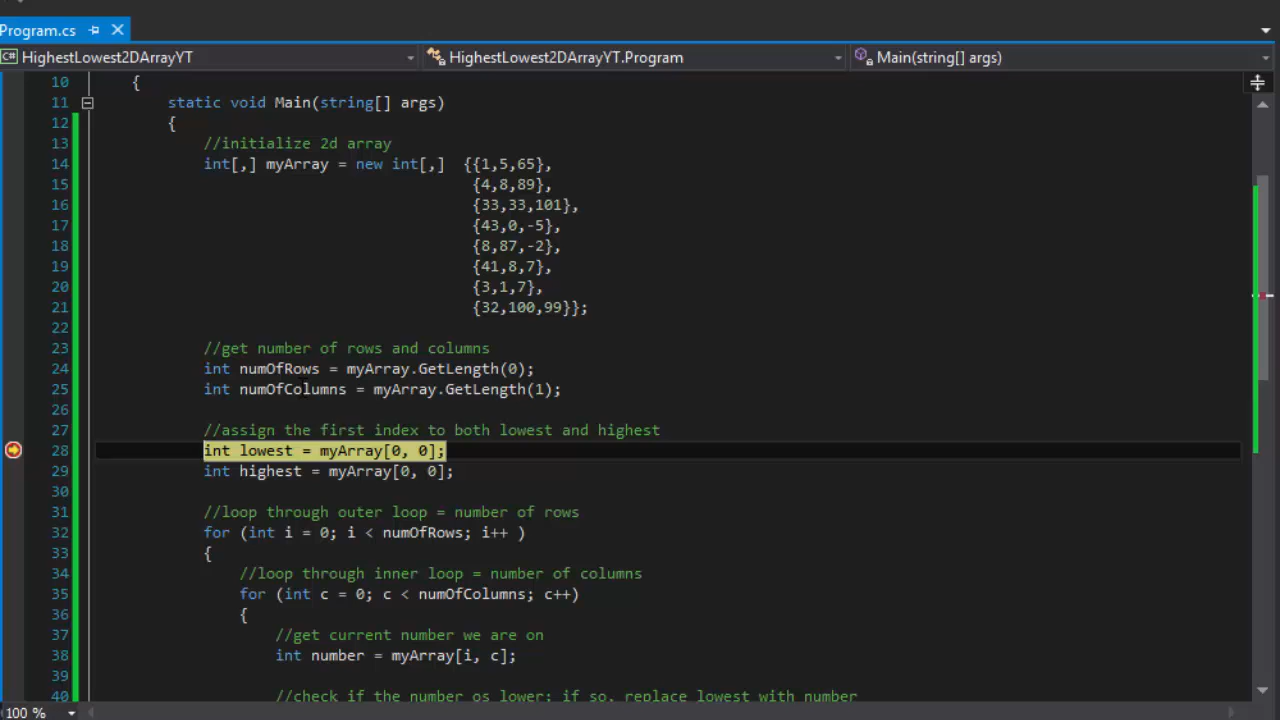 Program.cs
HighestLowest2DArrayYT HighestLowest2DArrayYT.Program Main(string[] args)
10 {
11 static void Main(string[] args)
12 {
13 //initialize 2d array
14 int[,] myArray = new int[,] {{1,5,65},
15 {4,8,89},
16 {33,33,101},
17 {43,0,-5},
18 {8,87,-2},
19 {41,8,7},
20 {3,1,7},
21 {32,100,99}};
22
23 //get number of rows and columns
24 int numOfRows = myArray.GetLength(0);
25 int numOfColumns = myArray.GetLength(1);
26
27 //assign the first index to both lowest and highest
28 int lowest = myArray[0, 0];
29 int highest = myArray[0, 0];
30
31 //loop through outer loop = number of rows
32 for (int i = 0; i < numOfRows; i++ )
33 {
34 //loop through inner loop = number of columns
35 for (int c = 0; c < numOfColumns; c++)
36 {
37 //get current number we are on
38 int number = myArray[i, c];
39
40 //check if the number os lower; if so, replace lowest with number
100 %